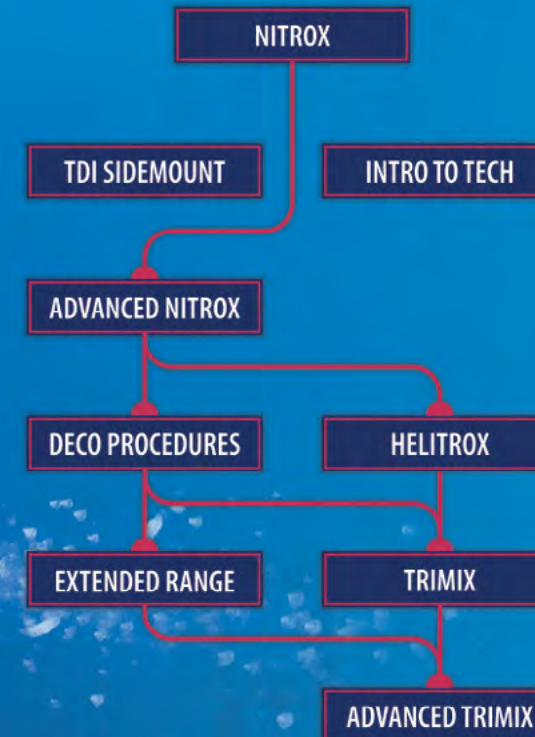 NITROX
TDI SIDEMOUNT
INTRO TO TECH
ADVANCED NITROX
DECO PROCEDURES
HELITROX
EXTENDED RANGE
TRIMIX
ADVANCED TRIMIX